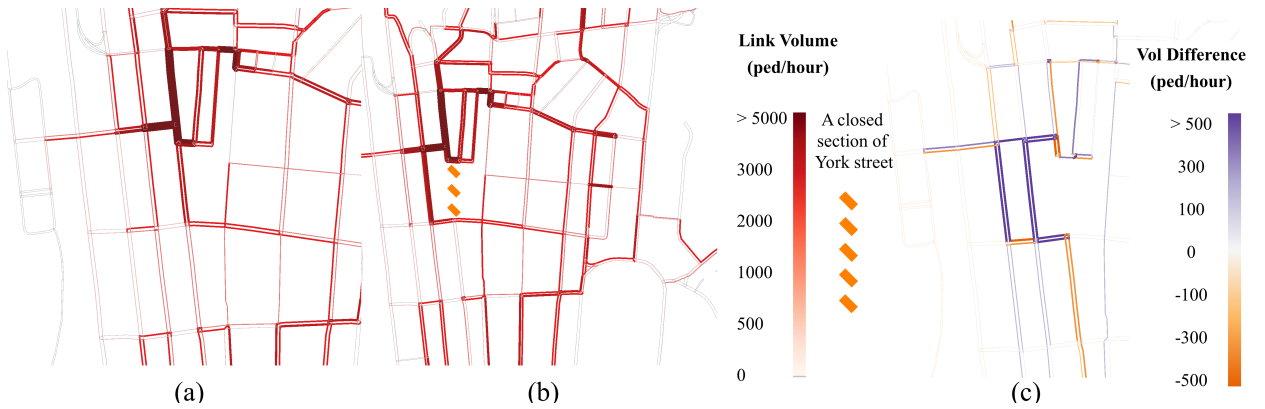 Link Volume
(ped/hour)
> 5000
3000
2000
1000
500
0
A closed
section of
York street
Vol Difference
(ped/hour)
> 500
300
100
0
-100
-300
-500
(a)
(b)
(c)